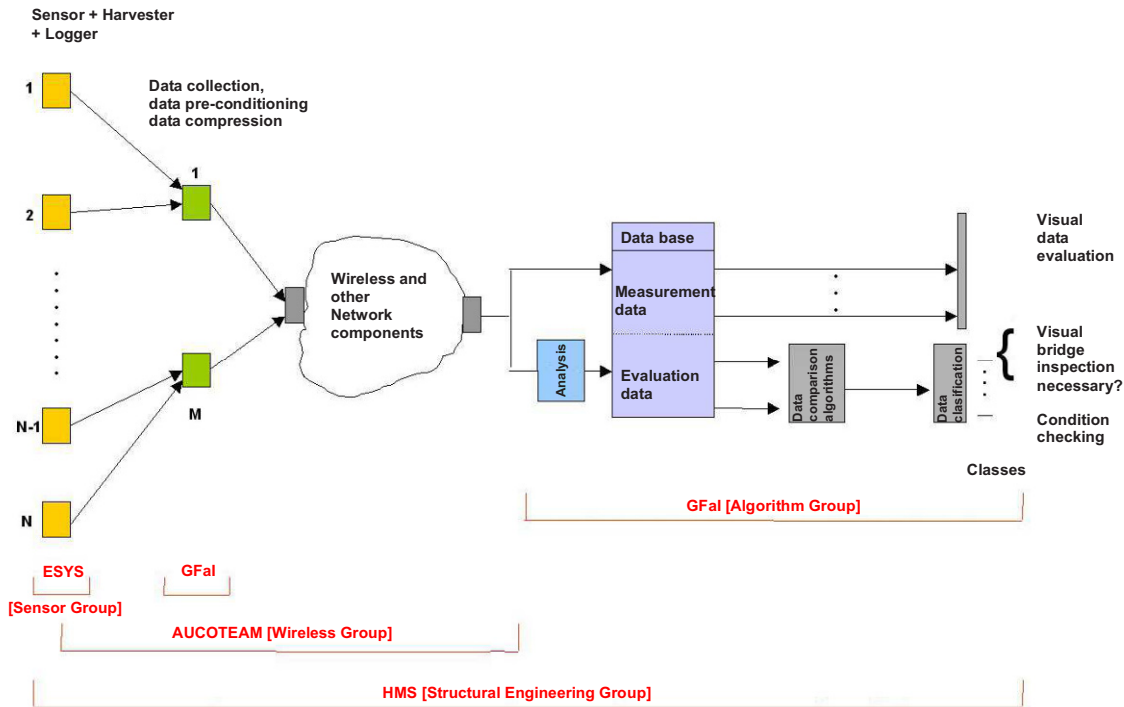 Sensor + Harvester
+ Logger
1
Data collection,
data pre-conditioning
data compression
1
2
Wireless and
other
Network
components
Data base
Measurement
data
Evaluation
data
Analysis
Data
comparison
algorithms
Data
clasification
Visual
data
evaluation
Visual
bridge
inspection
necessary?
Condition
checking
Classes
M
N-1
N
GFal [Algorithm Group]
ESYS
GFal
[Sensor Group]
AUCOTEAM [Wireless Group]
HMS [Structural Engineering Group]